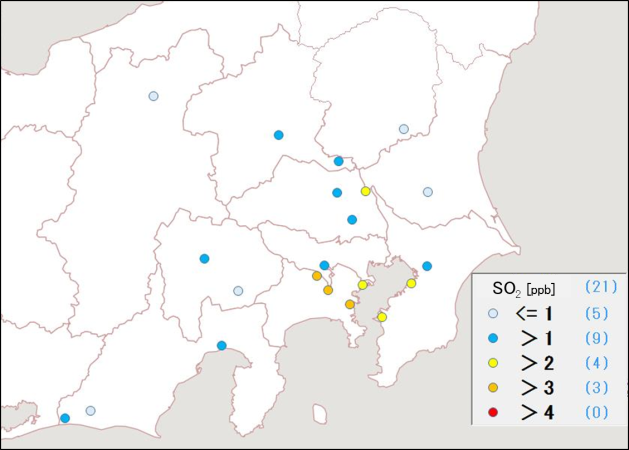 SO2 [ppb] (21)
<= 1 (5)
＞1 (9)
＞2 (4)
＞3 (3)
＞4 (0)